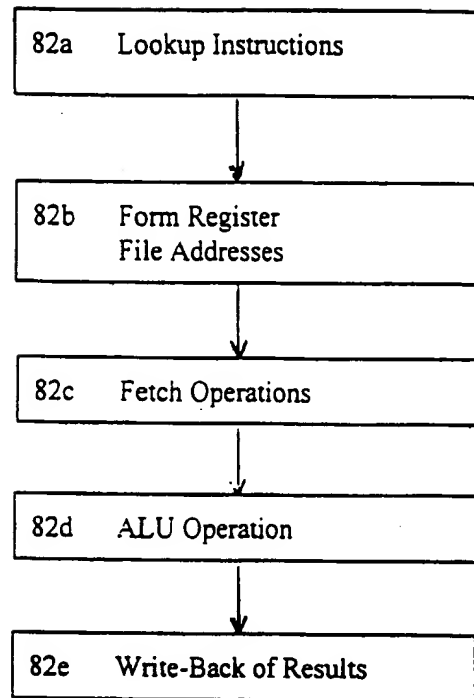 82a Lookup Instructions
82b Form Register
File Addresses
82c Fetch Operations
82d ALU Operation
82e Write-Back of Results